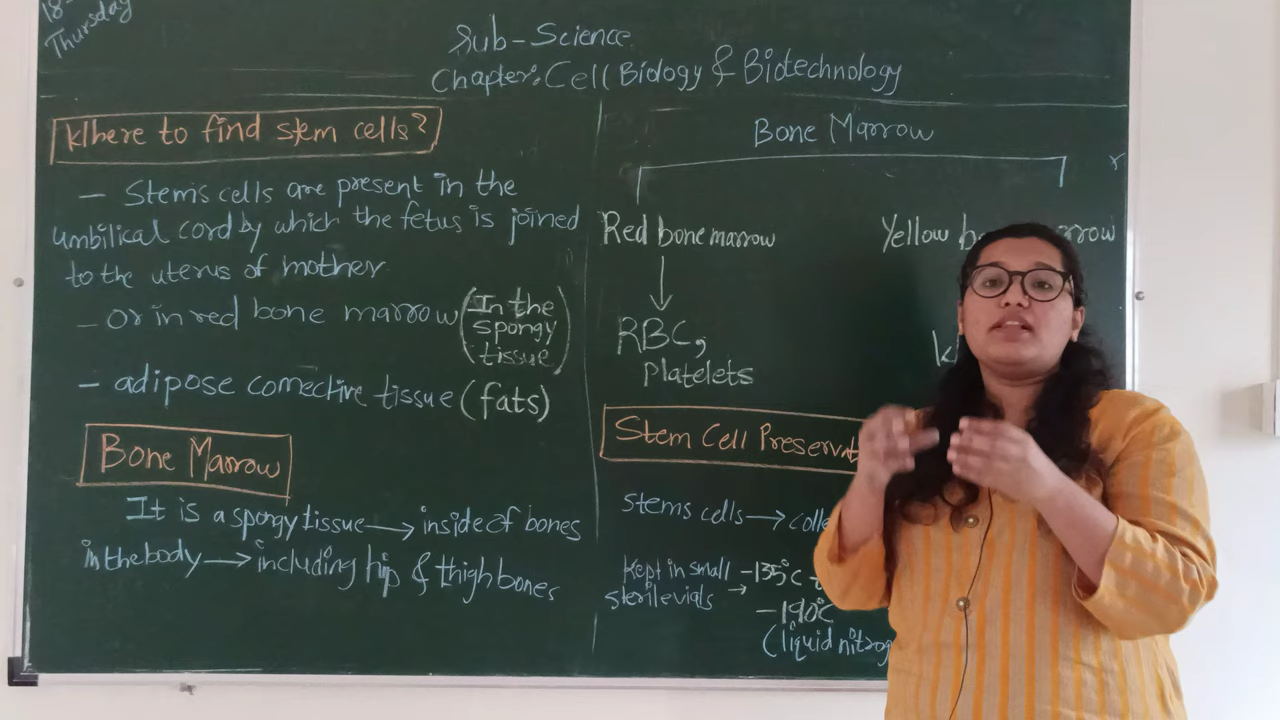 18-
Thursday
Sub-Science
Chapter: Cell Biology & Biotechnology
Where to find stem cells?
- Stems cells are present in the
umbilical cord by which the fetus is joined
to the uterus of mother
- Or in red bone marrow (In the
spongy
tissue)
- adipose connective tissue (fats)
Bone Marrow
It is a spongy tissue → inside of bones
in the body → including hip & thigh bones
Bone Marrow
Red bone marrow
Yellow
RBC,
Platelets
Stem Cell Preservat
stems cells → colle
kept in small
sterile vials → -135°c t
-190°c
(liquid nitrog